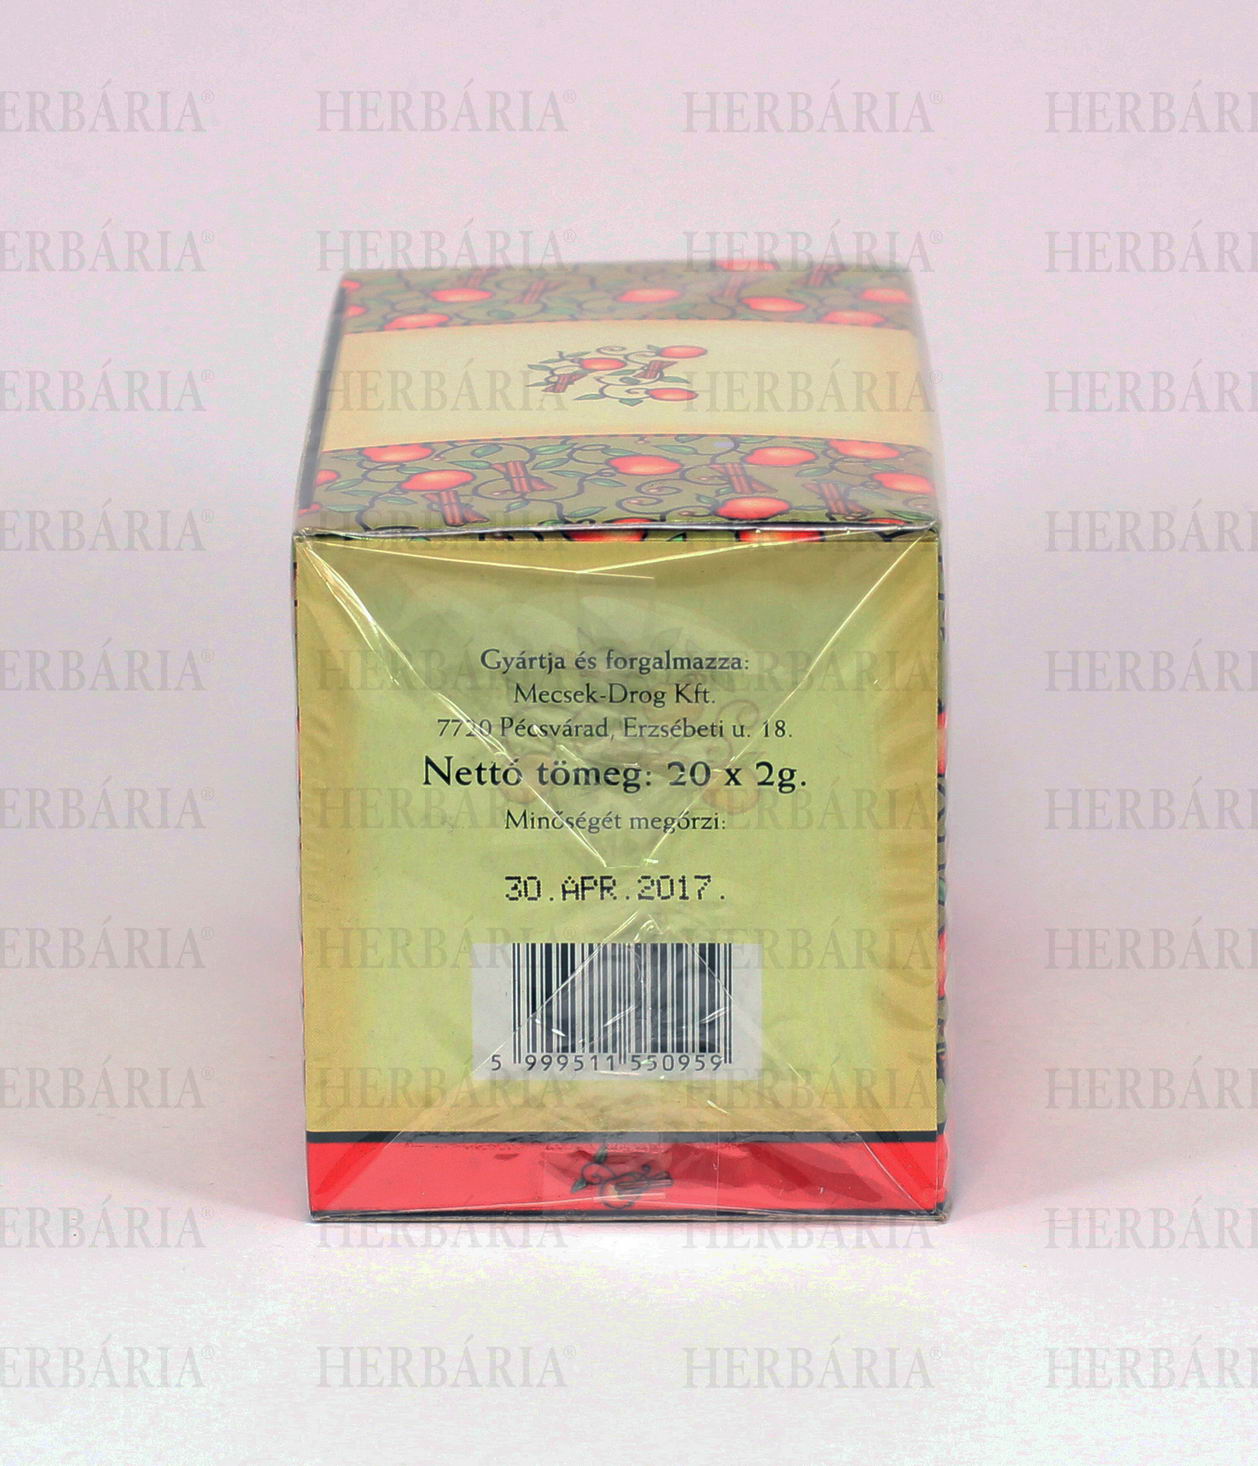 Gyártja és forgalmazza:
Mecsek-Drog Kft.
7720 Pécsvárad, Erzsébeti u. 18.
Nettó tömeg: 20 x 2g.
Minőségét megőrzi:
30.APR.2017.
5 999511 550959
HERBÁRIA®